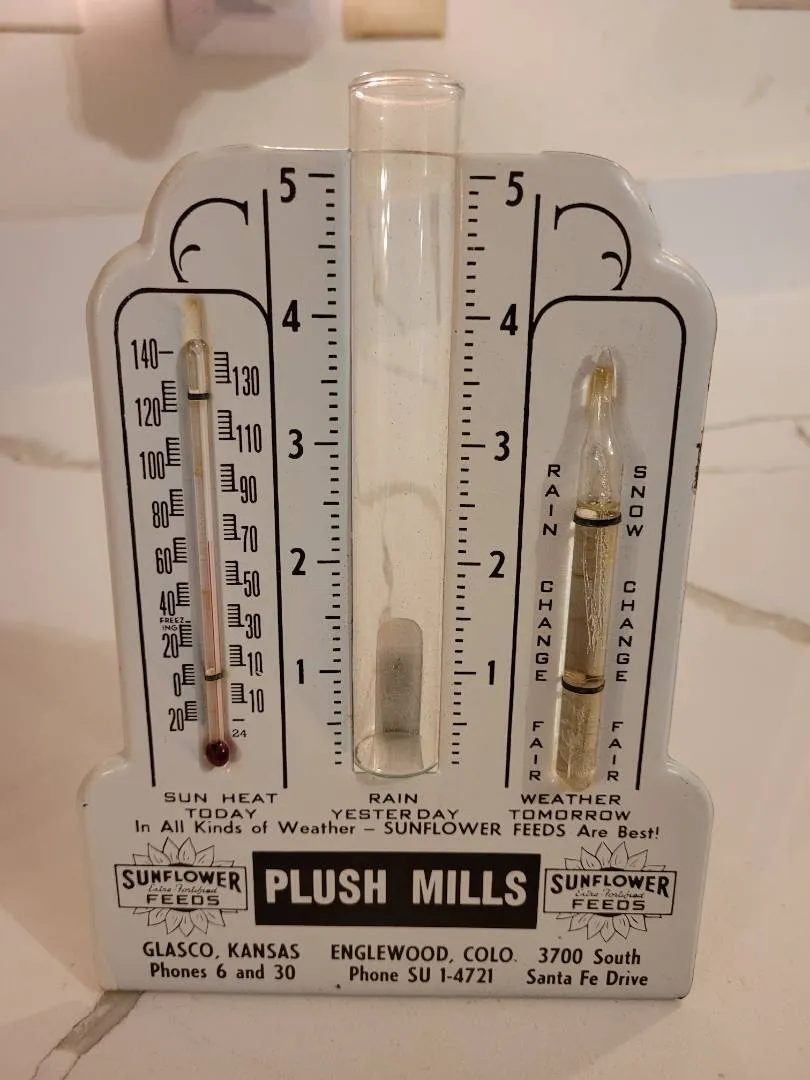 5 5
4 4
3 3
2 2
1 1
140 130
120 110
100 90
80 70
60 50
40 30
FREEZ-
ING
20 10
0 10
20
24
RAIN SNOW
CHANGE CHANGE
FAIR FAIR
SUN HEAT
TODAY
RAIN
YESTERDAY
WEATHER
TOMORROW
In All Kinds of Weather – SUNFLOWER FEEDS Are Best!
SUNFLOWER
Extra Fortified
FEEDS
PLUSH MILLS
SUNFLOWER
Extra Fortified
FEEDS
GLASCO, KANSAS
Phones 6 and 30
ENGLEWOOD, COLO.
Phone SU 1-4721
3700 South
Santa Fe Drive